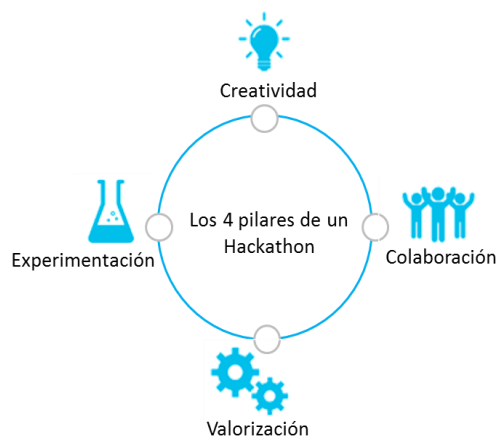 Creatividad
Los 4 pilares de un
Hackathon
Experimentación
Colaboración
Valorización